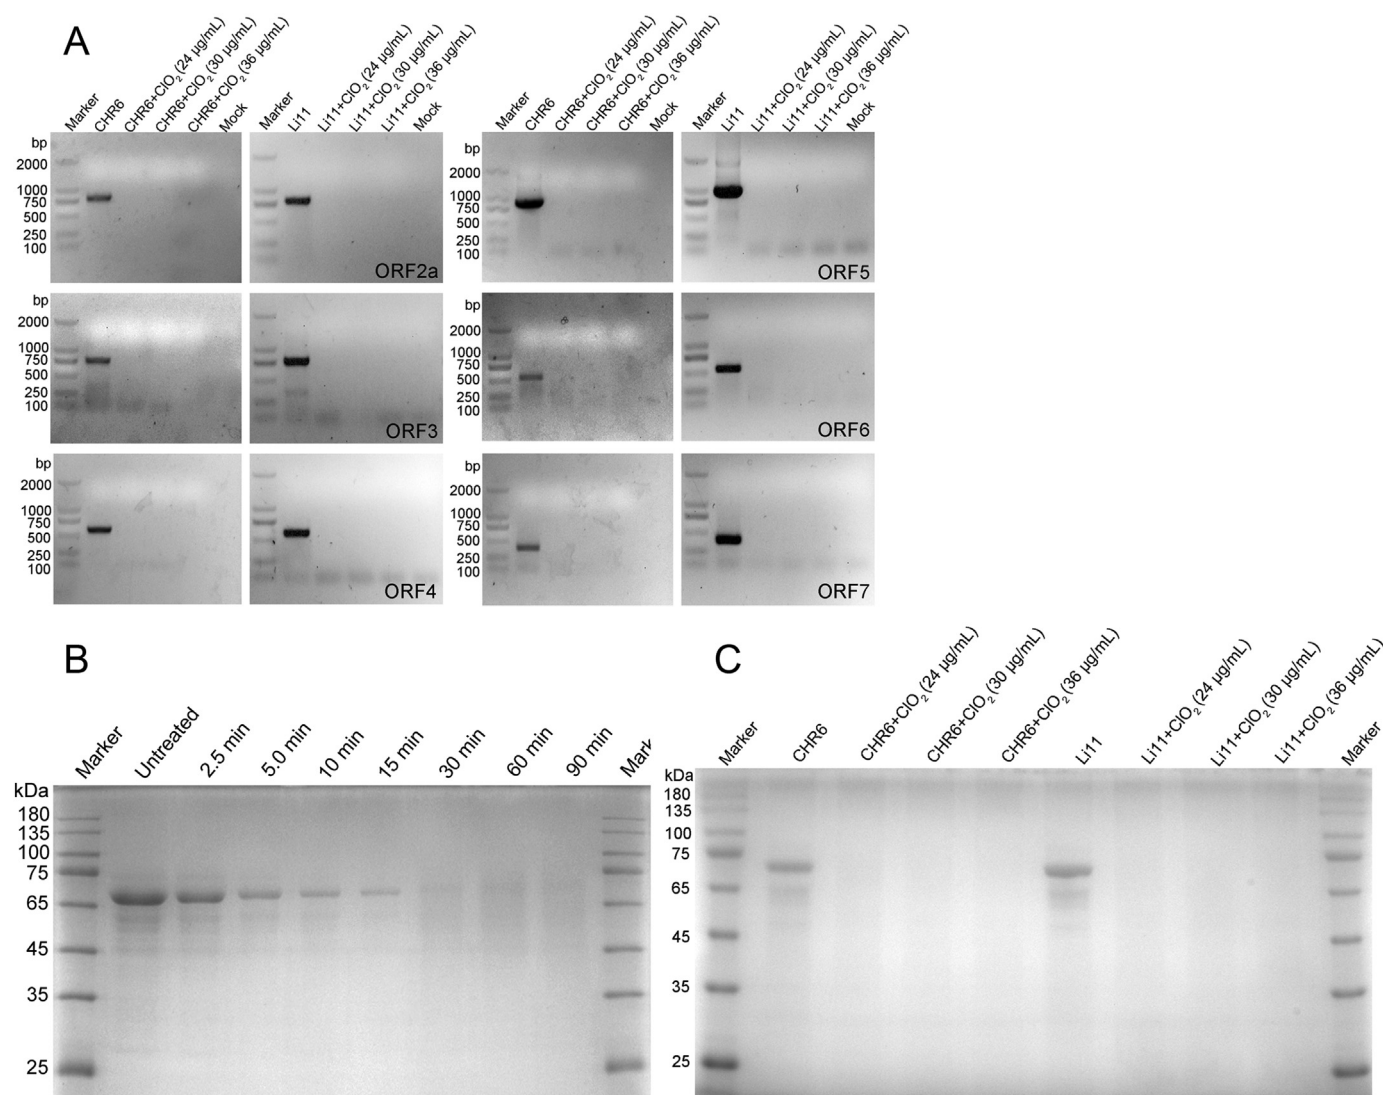 A
Marker
CHR6
CHR6+ClO2 (24 µg/mL)
CHR6+ClO2 (30 µg/mL)
CHR6+ClO2 (36 µg/mL)
Mock
Marker
Li11
Li11+ClO2 (24 µg/mL)
Li11+ClO2 (30 µg/mL)
Li11+ClO2 (36 µg/mL)
Mock
Marker
CHR6
CHR6+ClO2 (24 µg/mL)
CHR6+ClO2 (30 µg/mL)
CHR6+ClO2 (36 µg/mL)
Mock
Marker
Li11
Li11+ClO2 (24 µg/mL)
Li11+ClO2 (30 µg/mL)
Li11+ClO2 (36 µg/mL)
Mock
bp
2000
1000
750
500
250
100
ORF2a
bp
2000
1000
750
500
250
100
ORF5
bp
2000
1000
750
500
250
100
ORF3
bp
2000
1000
750
500
250
100
ORF6
bp
2000
1000
750
500
250
100
ORF4
bp
2000
1000
750
500
250
100
ORF7
B
Marker
Untreated
2.5 min
5.0 min
10 min
15 min
30 min
60 min
90 min
Mark
kDa
180
135
100
75
65
45
35
25
C
Marker
CHR6
CHR6+ClO2 (24 µg/mL)
CHR6+ClO2 (30 µg/mL)
CHR6+ClO2 (36 µg/mL)
Li11
Li11+ClO2 (24 µg/mL)
Li11+ClO2 (30 µg/mL)
Li11+ClO2 (36 µg/mL)
Marker
kDa
180
135
100
75
65
45
35
25